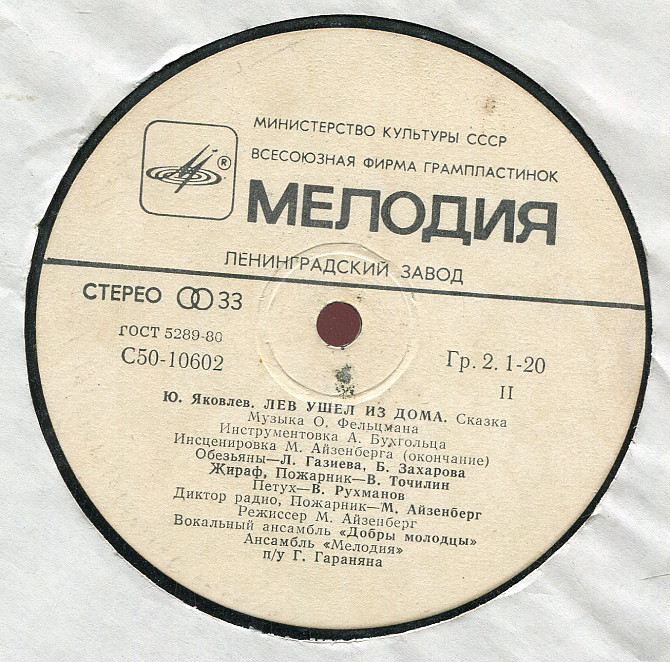 МИНИСТЕРСТВО КУЛЬТУРЫ СССР
ВСЕСОЮЗНАЯ ФИРМА ГРАМПЛАСТИНОК
®
МЕЛОДИЯ
ЛЕНИНГРАДСКИЙ ЗАВОД
СТЕРЕО 33
ГОСТ 5289-80
С50-10602
Гр. 2. 1-20
II
Ю. Яковлев. ЛЕВ УШЕЛ ИЗ ДОМА. Сказка
Музыка О. Фельцмана
Инструментовка А. Бухгольца
Инсценировка М. Айзенберга (окончание)
Обезьяны—Л. Газиева, Б. Захарова
Жираф, Пожарник—В. Точилин
Петух—В. Рухманов
Диктор радио, Пожарник—М. Айзенберг
Режиссер М. Айзенберг
Вокальный ансамбль «Добры молодцы»
Ансамбль «Мелодия»
п/у Г. Гараняна